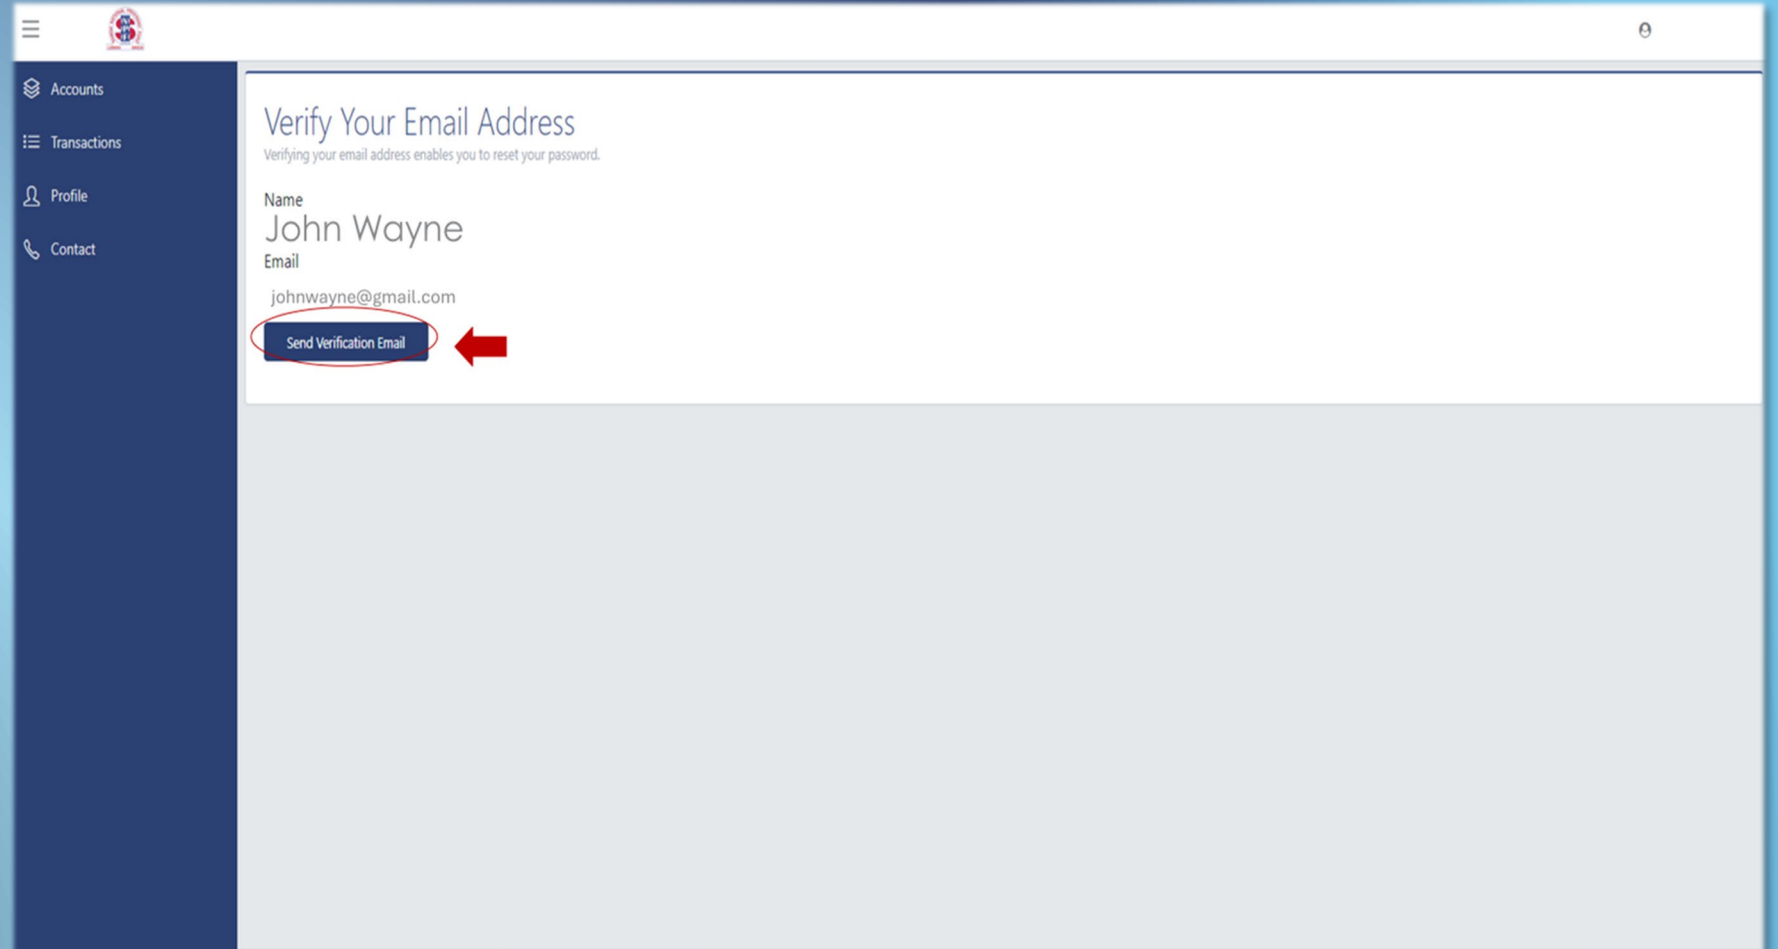 Accounts
Transactions
Profile
Contact
Verify Your Email Address
Verifying your email address enables you to reset your password.
Name
John Wayne
Email
johnwayne@gmail.com
Send Verification Email